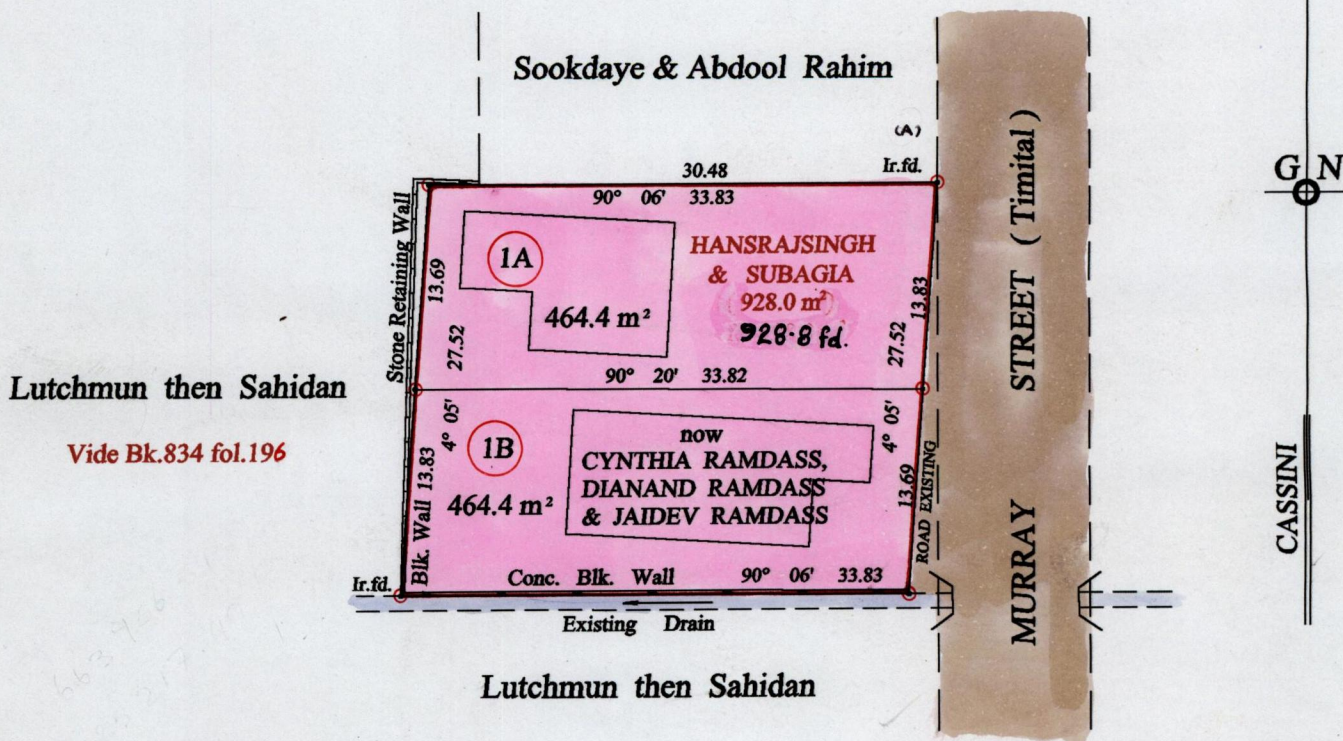 Sookdaye & Abdool Rahim
(A)
30.48
Ir.fd.
90° 06' 33.83
G N
Stone Retaining Wall
13.69
27.52
1A
464.4 m²
HANSRAJSINGH
& SUBAGIA
928.0 m²
928.8 fd.
13.83
27.52
MURRAY STREET ( Timital )
90° 20' 33.82
Lutchmun then Sahidan
Vide Bk.834 fol.196
4° 05'
13.83
Blk. Wall
1B
464.4 m²
now
CYNTHIA RAMDASS,
DIANAND RAMDASS
& JAIDEV RAMDASS
4° 05'
13.69
ROAD EXISTING
CASSINI
Ir.fd.
Conc. Blk. Wall 90° 06' 33.83
Existing Drain
Lutchmun then Sahidan